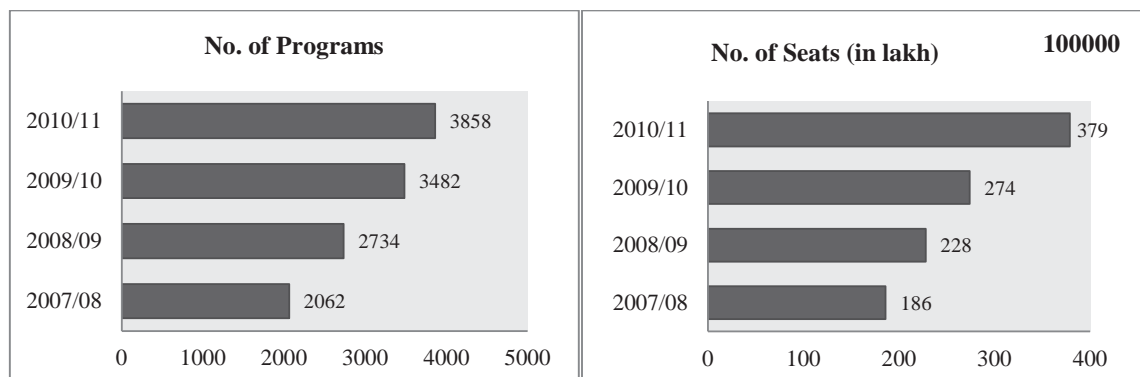 No. of Programs
2010/11 3858
2009/10 3482
2008/09 2734
2007/08 2062
0 1000 2000 3000 4000 5000
No. of Seats (in lakh) 100000
2010/11 379
2009/10 274
2008/09 228
2007/08 186
0 100 200 300 400